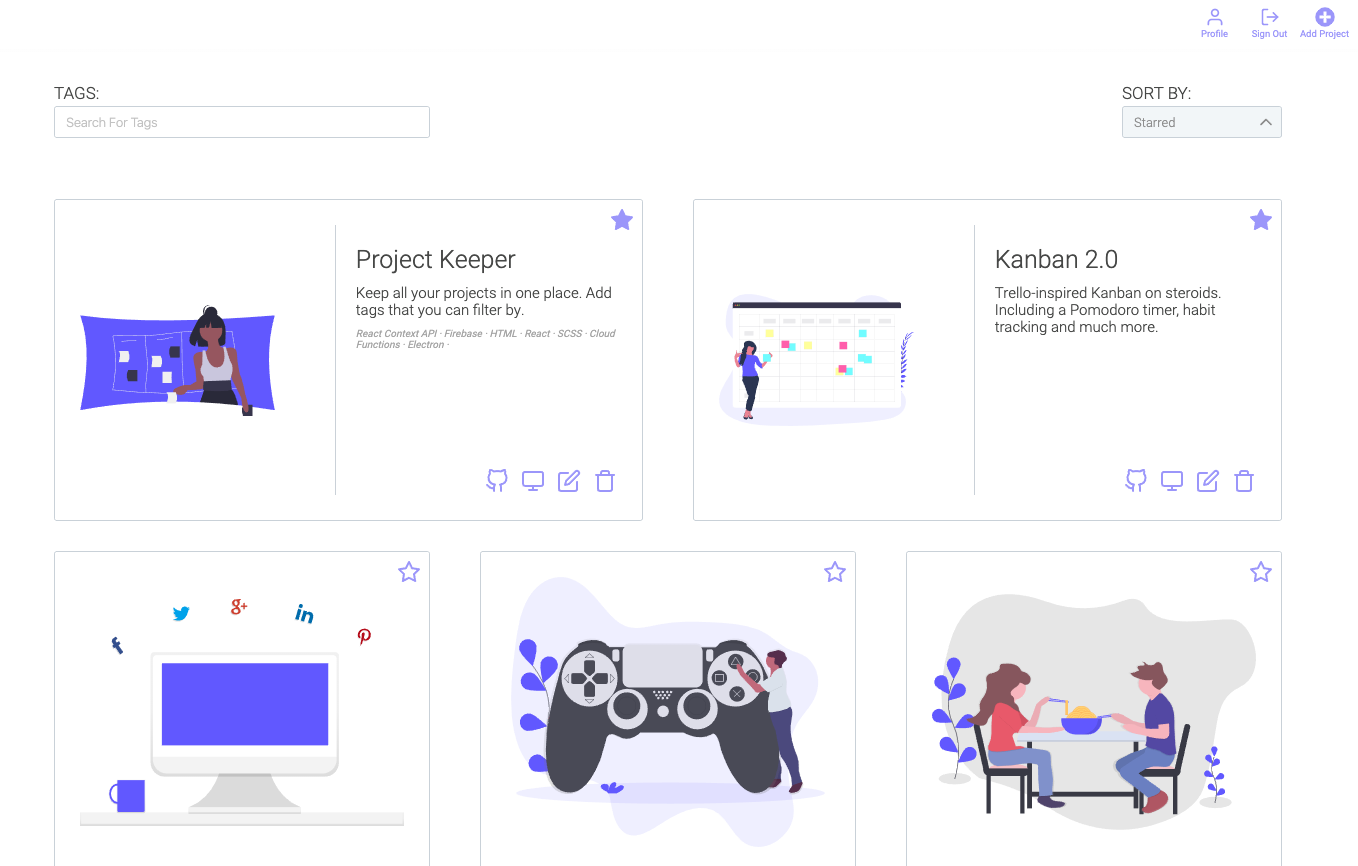 Profile
Sign Out
Add Project
TAGS:
SORT BY:
Search For Tags
Starred
Project Keeper
Keep all your projects in one place. Add
tags that you can filter by.
React Context API · Firebase · HTML · React · SCSS · Cloud
Functions · Electron ·
Kanban 2.0
Trello-inspired Kanban on steroids.
Including a Pomodoro timer, habit
tracking and much more.